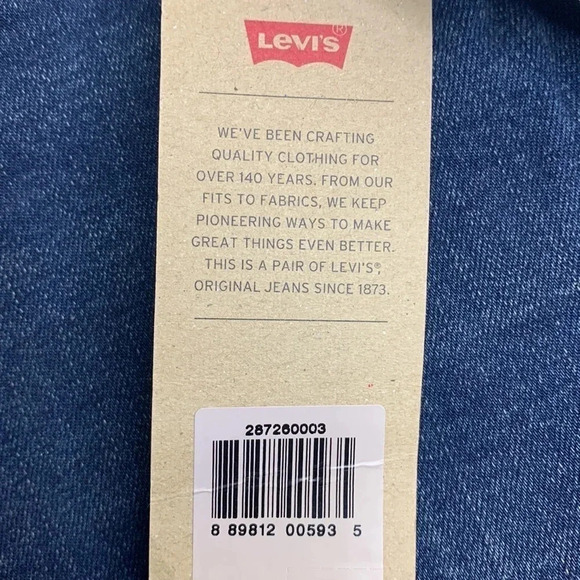 LEVI'S®
WE'VE BEEN CRAFTING
QUALITY CLOTHING FOR
OVER 140 YEARS. FROM OUR
FITS TO FABRICS, WE KEEP
PIONEERING WAYS TO MAKE
GREAT THINGS EVEN BETTER.
THIS IS A PAIR OF LEVI'S®,
ORIGINAL JEANS SINCE 1873.
287260003
8 89812 00593 5